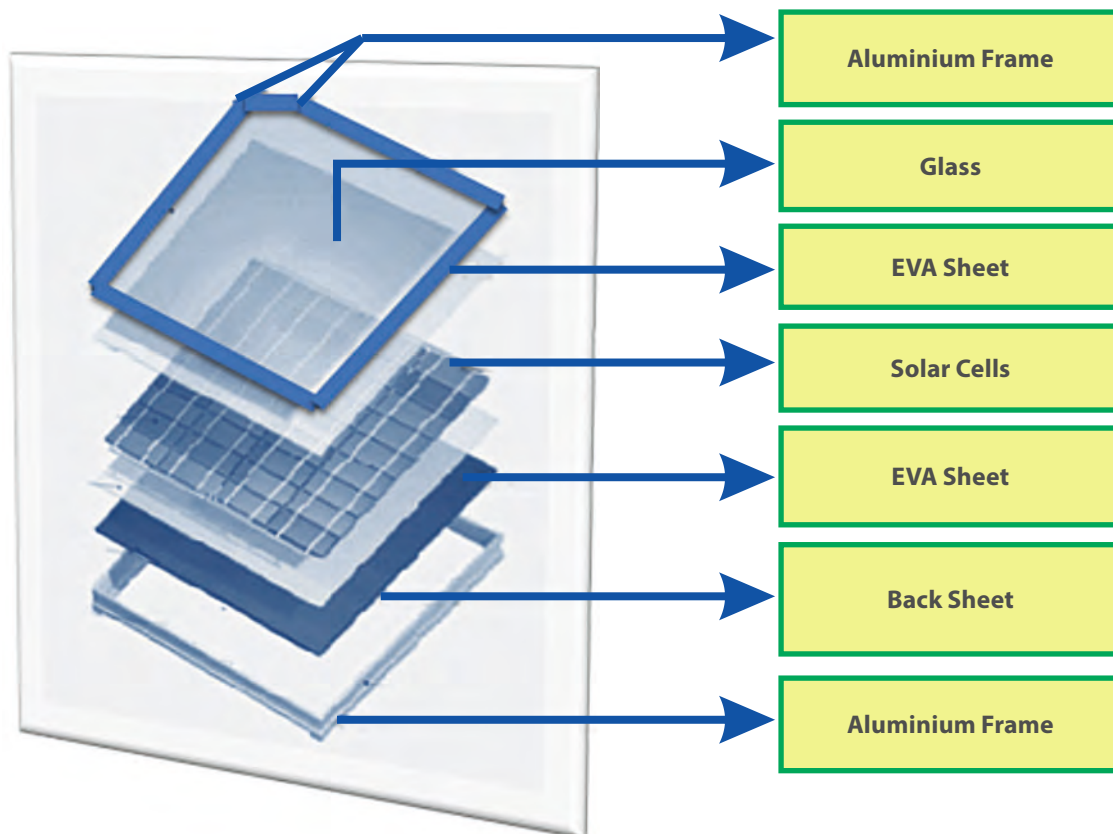 Aluminium Frame
Glass
EVA Sheet
Solar Cells
EVA Sheet
Back Sheet
Aluminium Frame